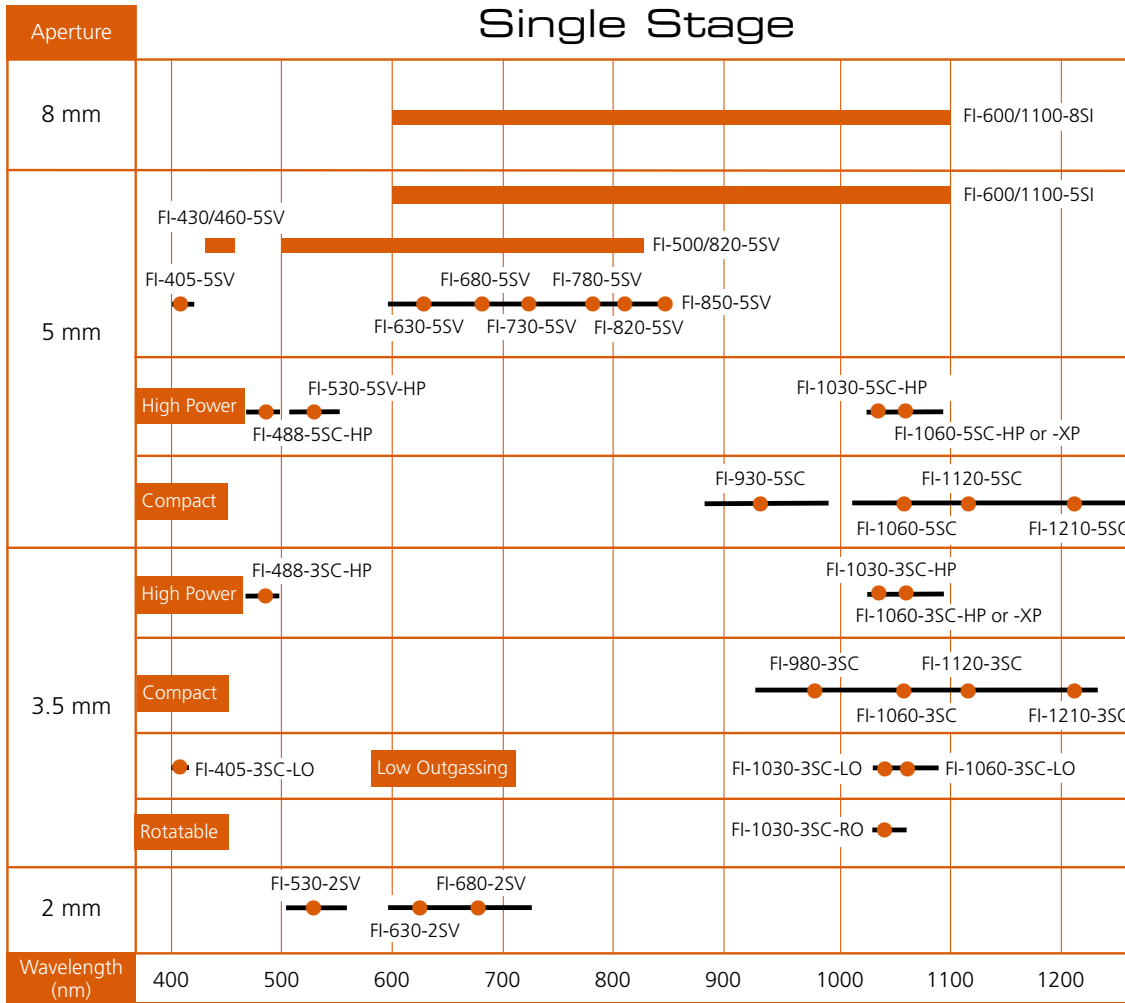 Aperture
Single Stage
8 mm
FI-600/1100-8SI
5 mm
FI-600/1100-5SI
FI-430/460-5SV
FI-500/820-5SV
FI-405-5SV
FI-680-5SV
FI-780-5SV
FI-850-5SV
FI-630-5SV
FI-730-5SV
FI-820-5SV
High Power
FI-530-5SV-HP
FI-1030-5SC-HP
FI-488-5SC-HP
FI-1060-5SC-HP or -XP
Compact
FI-930-5SC
FI-1120-5SC
FI-1060-5SC
FI-1210-5SC
3.5 mm
High Power
FI-488-3SC-HP
FI-1030-3SC-HP
FI-1060-3SC-HP or -XP
Compact
FI-980-3SC
FI-1120-3SC
FI-1060-3SC
FI-1210-3SC
FI-405-3SC-LO
Low Outgassing
FI-1030-3SC-LO
FI-1060-3SC-LO
Rotatable
FI-1030-3SC-RO
2 mm
FI-530-2SV
FI-680-2SV
FI-630-2SV
Wavelength
(nm)
400 500 600 700 800 900 1000 1100 1200